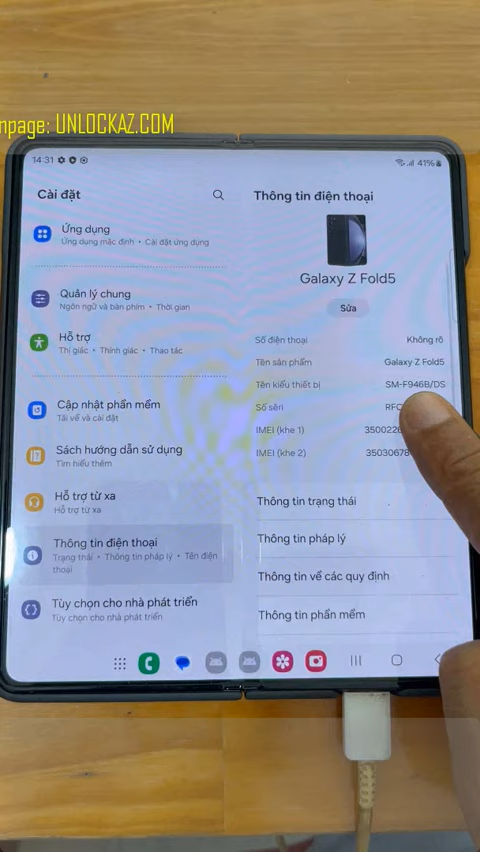 npage: UNLOCKAZ.COM
14:31
41%
Cài đặt
Ứng dụng
Ứng dụng mặc định • Cài đặt ứng dụng
Quản lý chung
Ngôn ngữ và bàn phím • Thời gian
Hỗ trợ
Thị giác • Thính giác • Thao tác
Cập nhật phần mềm
Tải về và cài đặt
Sách hướng dẫn sử dụng
Tìm hiểu thêm
Hỗ trợ từ xa
Hỗ trợ từ xa
Thông tin điện thoại
Trạng thái • Thông tin pháp lý • Tên điện
thoại
Tùy chọn cho nhà phát triển
Tùy chọn cho nhà phát triển
Thông tin điện thoại
Galaxy Z Fold5
Sửa
Số điện thoại Không rõ
Tên sản phẩm Galaxy Z Fold5
Tên kiểu thiết bị SM-F946B/DS
Số sêri RFC
IMEI (khe 1) 3500226
IMEI (khe 2) 35030678
Thông tin trạng thái
Thông tin pháp lý
Thông tin về các quy định
Thông tin phần mềm